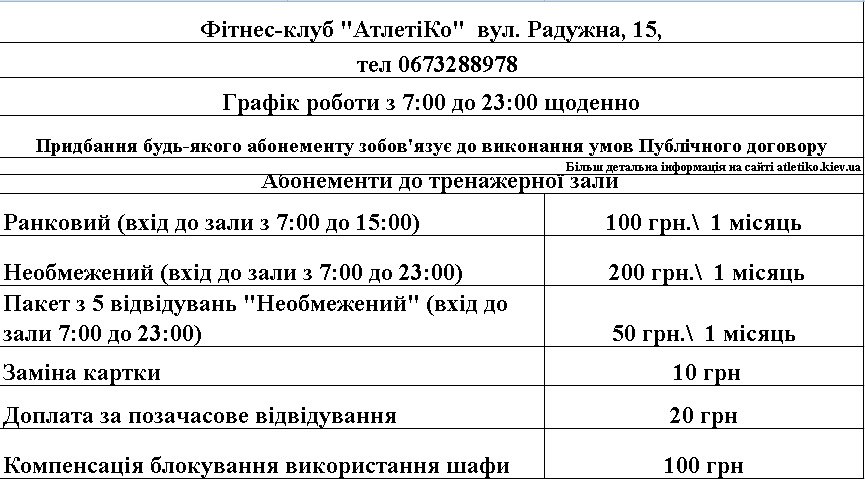 Фітнес-клуб "АтлетіКо" вул. Радужна, 15,
тел 0673288978
Графік роботи з 7:00 до 23:00 щоденно
Придбання будь-якого абонементу зобов'язує до виконання умов Публічного договору
Більш детальна інформація на сайті atletiko.kiev.ua
Абонементи до тренажерної зали
Ранковий (вхід до зали з 7:00 до 15:00) 100 грн.\ 1 місяць
Необмежений (вхід до зали з 7:00 до 23:00) 200 грн.\ 1 місяць
Пакет з 5 відвідувань "Необмежений" (вхід до
зали 7:00 до 23:00) 50 грн.\ 1 місяць
Заміна картки 10 грн
Доплата за позачасове відвідування 20 грн
Компенсація блокування використання шафи 100 грн